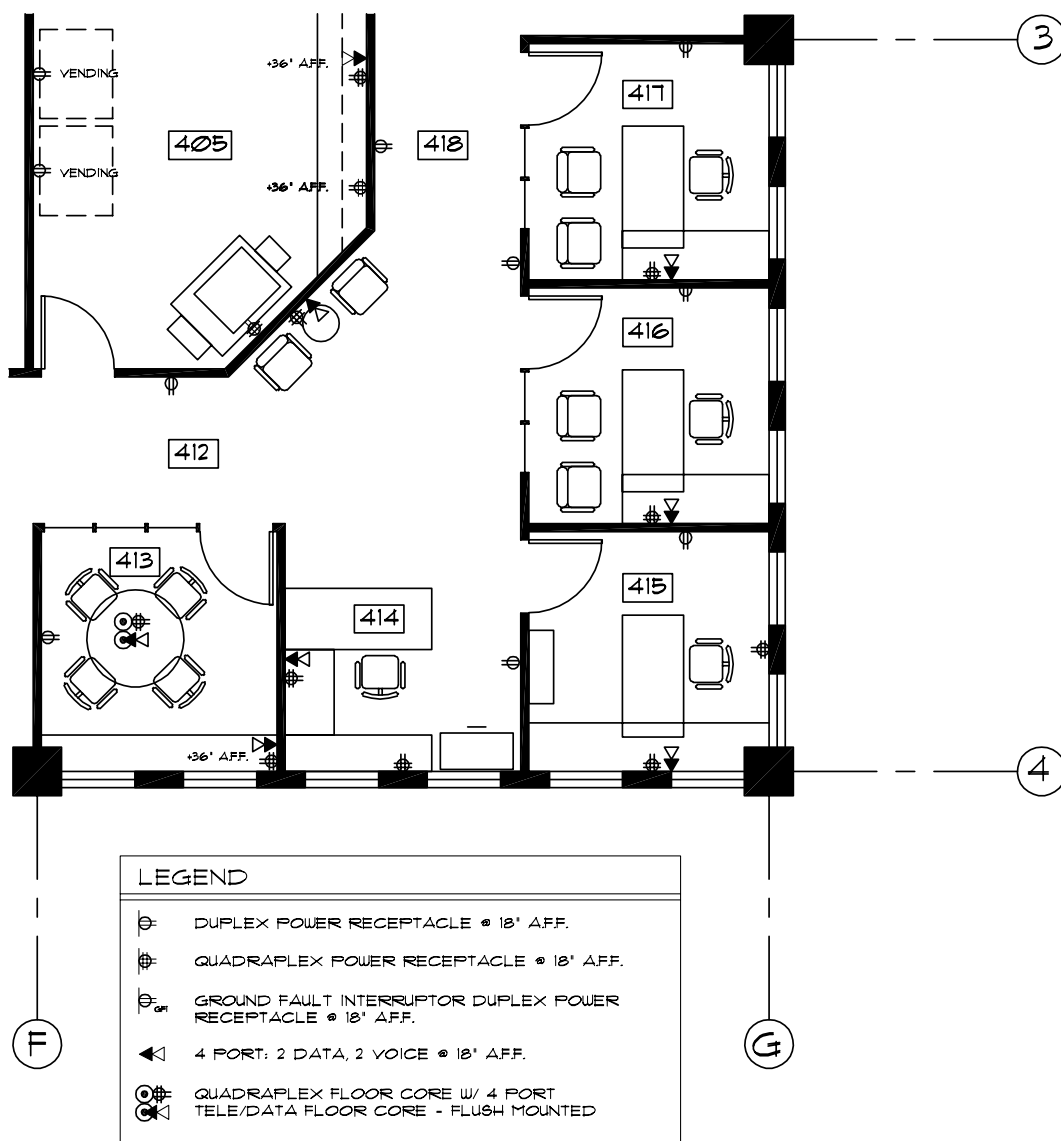 3
+36" A.F.F.
VENDING
417
405
418
VENDING
+36" A.F.F.
416
412
413
415
414
+36" A.F.F.
4
LEGEND
DUPLEX POWER RECEPTACLE @ 18" A.F.F.
QUADRAPLEX POWER RECEPTACLE @ 18" A.F.F.
GFI
GROUND FAULT INTERRUPTOR DUPLEX POWER
RECEPTACLE @ 18" A.F.F.
4 PORT: 2 DATA, 2 VOICE @ 18" A.F.F.
QUADRAPLEX FLOOR CORE W/ 4 PORT
TELE/DATA FLOOR CORE - FLUSH MOUNTED
F
G